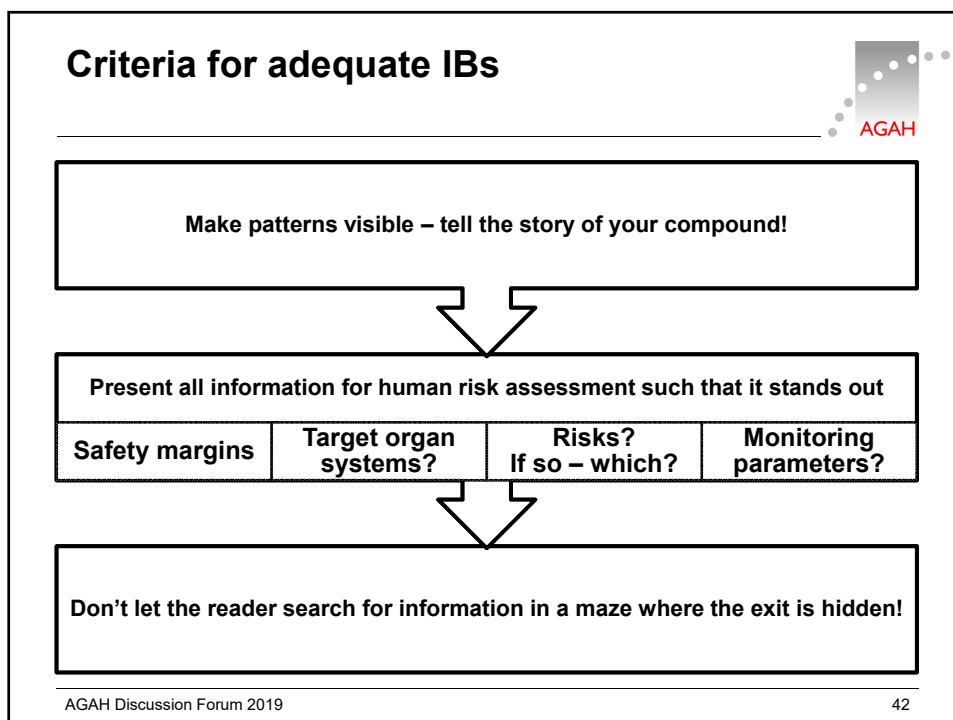 Criteria for adequate IBs
AGAH
Make patterns visible – tell the story of your compound!
Present all information for human risk assessment such that it stands out
Safety margins
Target organ
systems?
Risks?
If so – which?
Monitoring
parameters?
Don’t let the reader search for information in a maze where the exit is hidden!
AGAH Discussion Forum 2019
42